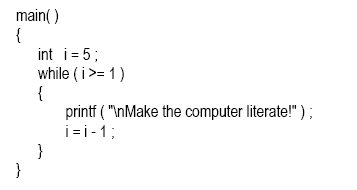 main( )
{
int i = 5 ;
while ( i >= 1 )
{
printf ( "\nMake the computer literate!" ) ;
i = i - 1 ;
}
}